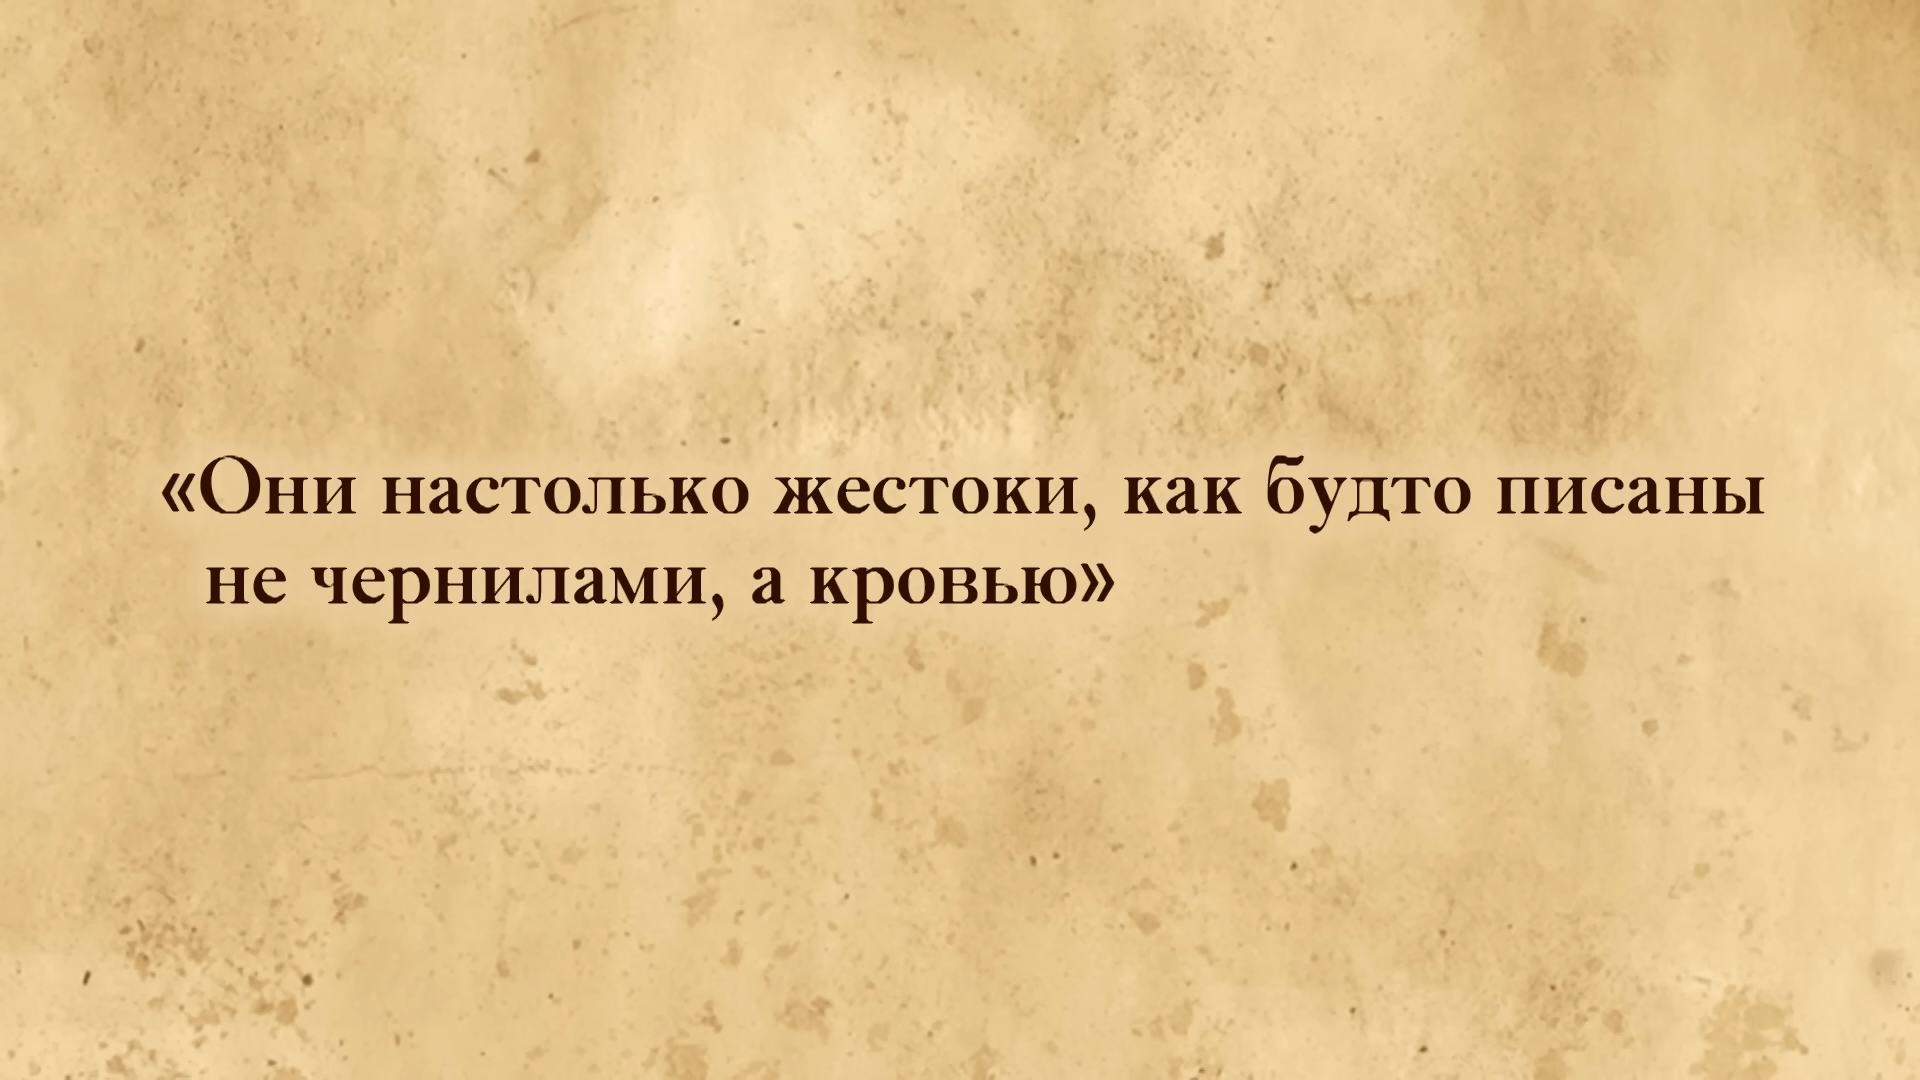 «Они настолько жестоки, как будто писаны
не чернилами, а кровью»